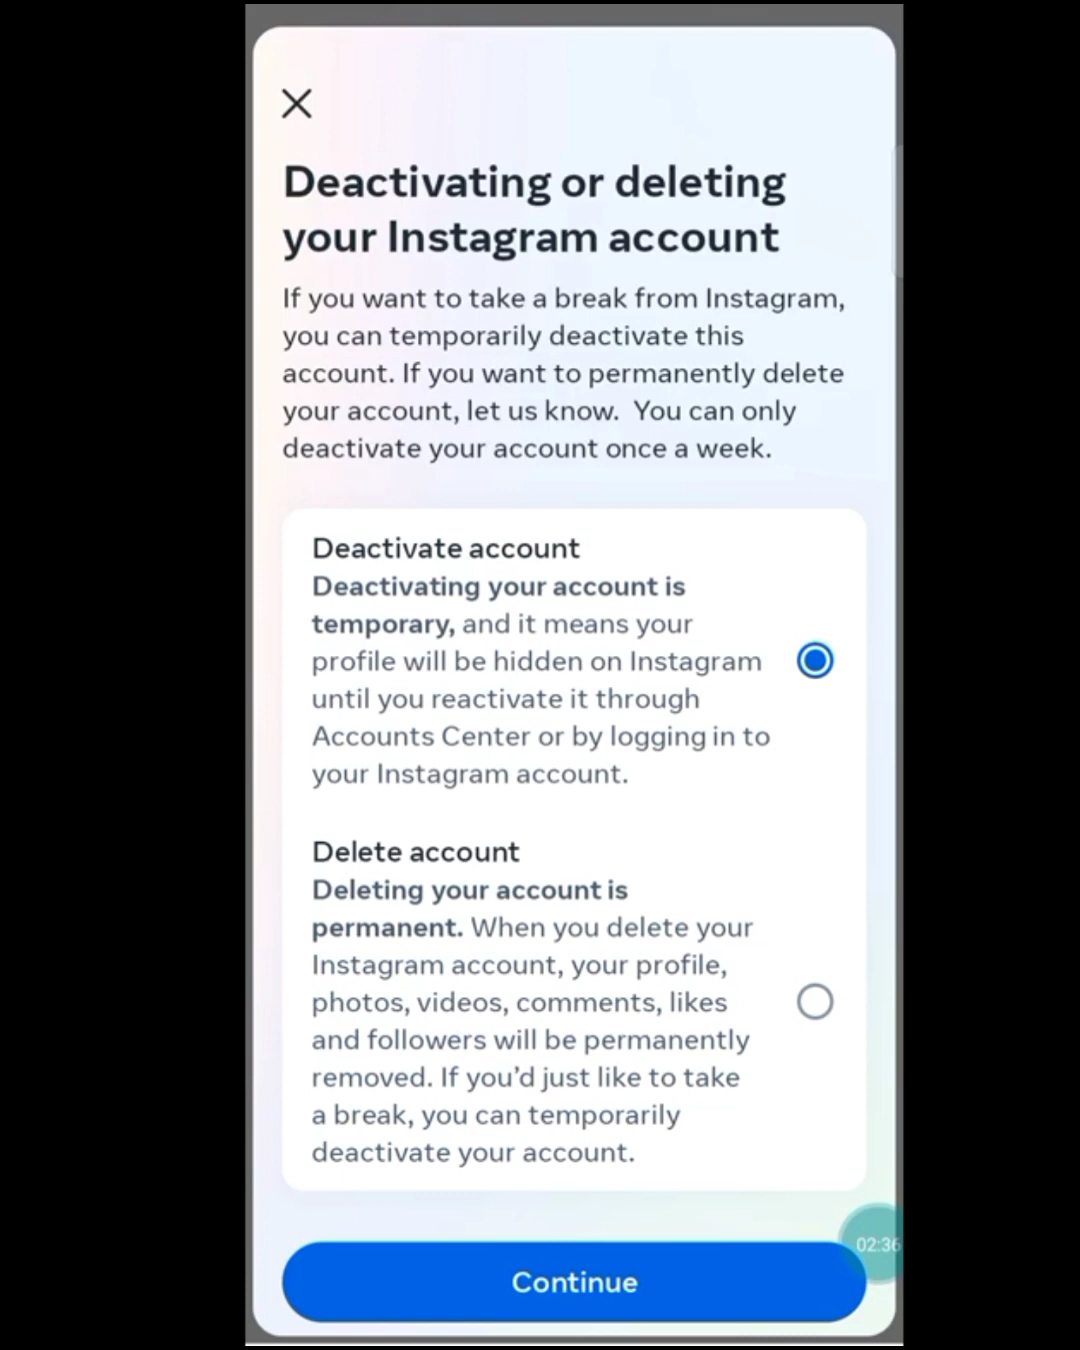 Deactivating or deleting
your Instagram account
If you want to take a break from Instagram,
you can temporarily deactivate this
account. If you want to permanently delete
your account, let us know.  You can only
deactivate your account once a week.
Deactivate account
Deactivating your account is
temporary, and it means your
profile will be hidden on Instagram
until you reactivate it through
Accounts Center or by logging in to
your Instagram account.
Delete account
Deleting your account is
permanent. When you delete your
Instagram account, your profile,
photos, videos, comments, likes
and followers will be permanently
removed. If you’d just like to take
a break, you can temporarily
deactivate your account.
02:36
Continue